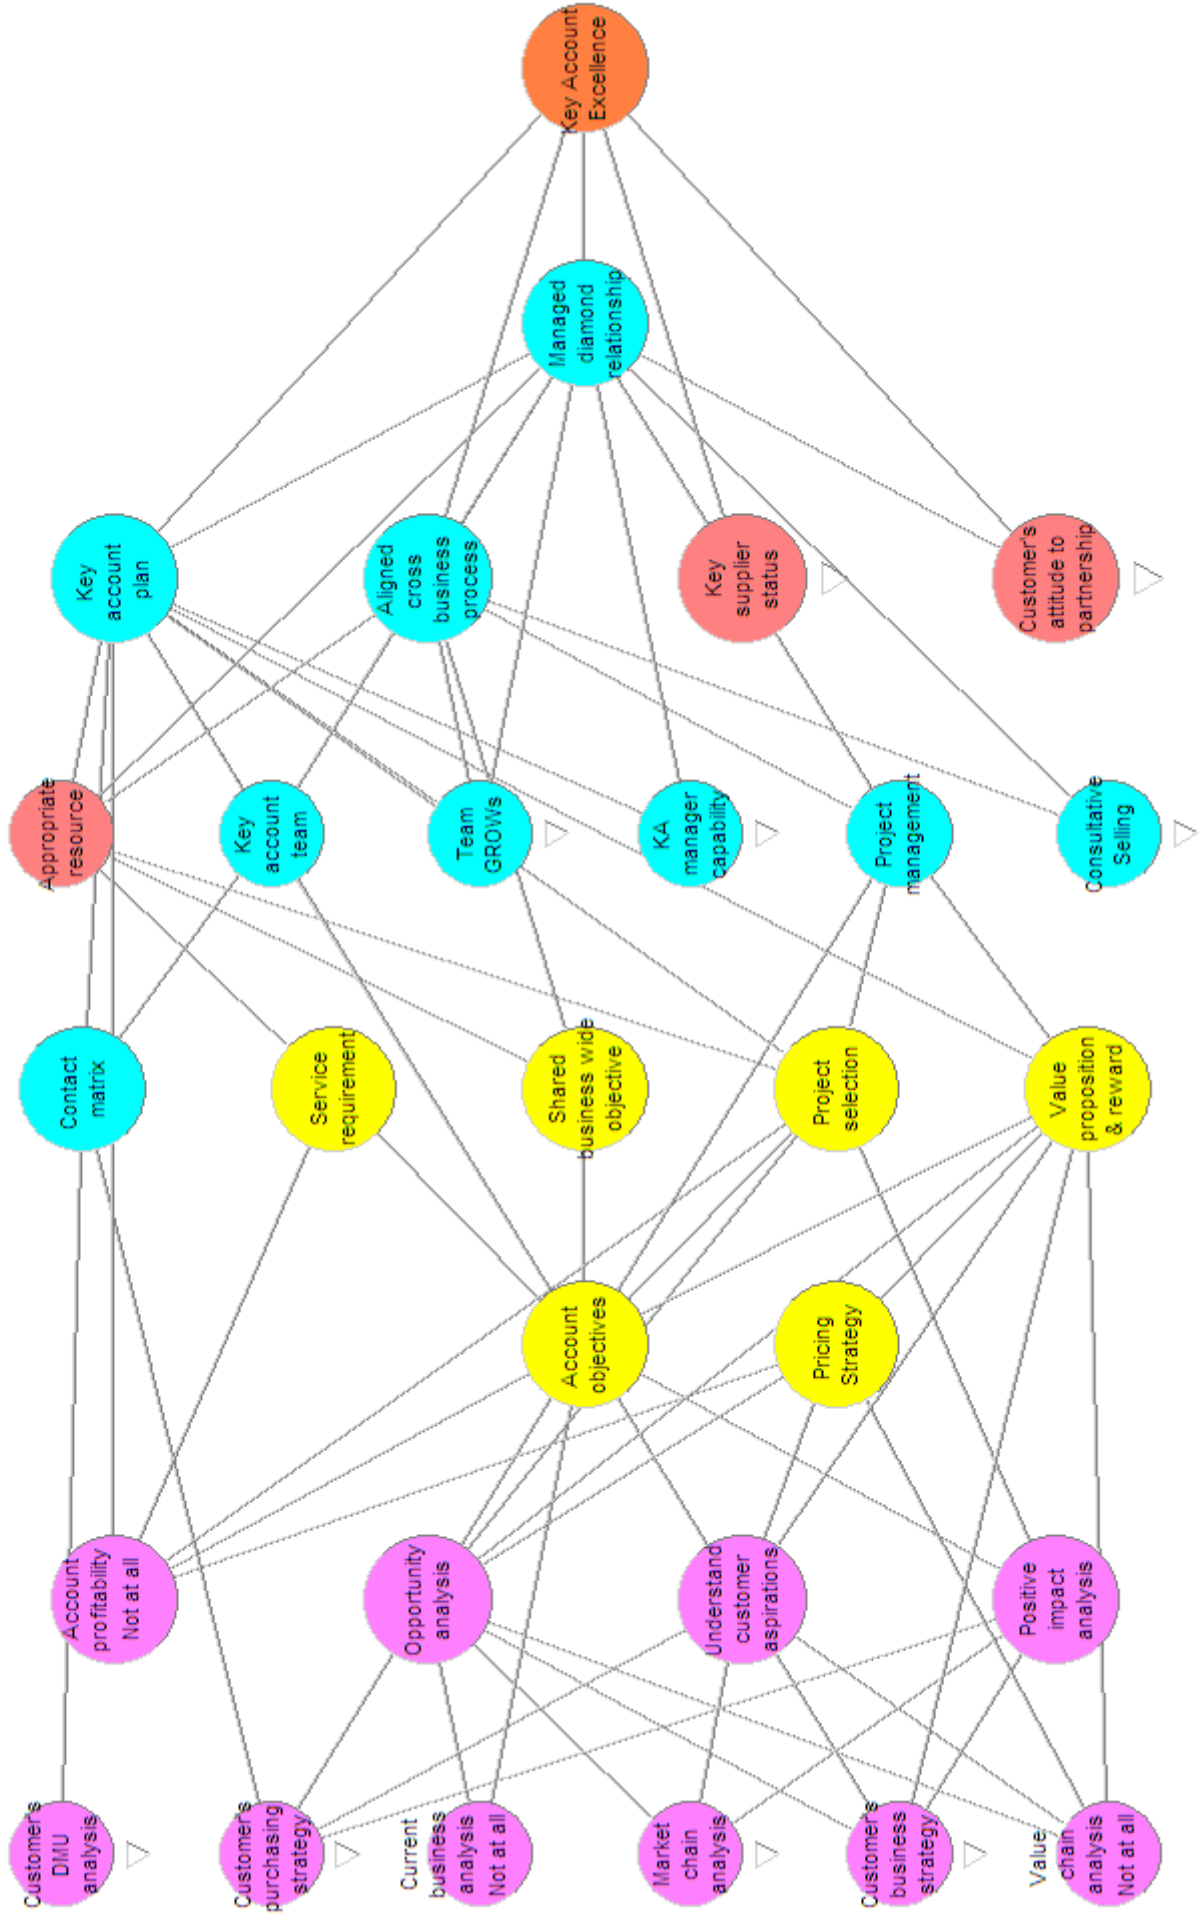 Key Account
Excellence
Managed
diamond
relationship
Key
account
plan
Aligned
cross
business
process
Key
supplier
status
Customer's
attitude to
partnership
Appropriate
resource
Key
account
team
Team
GROWs
KA
manager
capability
Project
management
Consultative
Selling
Contact
matrix
Service
requirement
Shared
business wide
objective
Project
selection
Value
proposition
& reward
Account
objectives
Pricing
Strategy
Account
profitability
Not at all
Opportunity
analysis
Understand
customer
aspirations
Positive
impact
analysis
Customer's
DMU
analysis
Customer's
purchasing
strategy
Current
business
analysis
Not at all
Market
chain
analysis
Customer's
business
strategy
Value
chain
analysis
Not at all